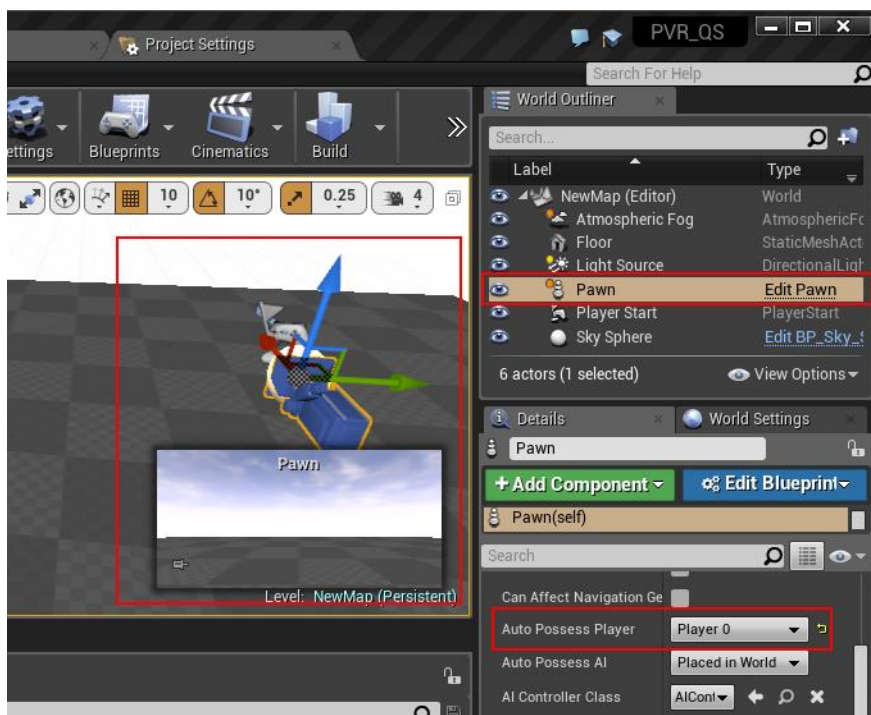 Project Settings
PVR_QS
Search For Help
ettings
Blueprints
Cinematics
Build
World Outliner
Search...
Label
Type
10
10°
0.25
4
NewMap (Editor)
World
Atmospheric Fog
AtmosphericFo
Floor
StaticMeshAct
Light Source
DirectionalLigh
Pawn
Edit Pawn
Player Start
PlayerStart
Sky Sphere
Edit BP_Sky_S
6 actors (1 selected)
View Options
Details
World Settings
Pawn
+Add Component
Edit Blueprint
Pawn(self)
Search
Pawn
Level: NewMap (Persistent)
Can Affect Navigation Ge
Auto Possess Player
Player 0
Auto Possess AI
Placed in World
AI Controller Class
AICont